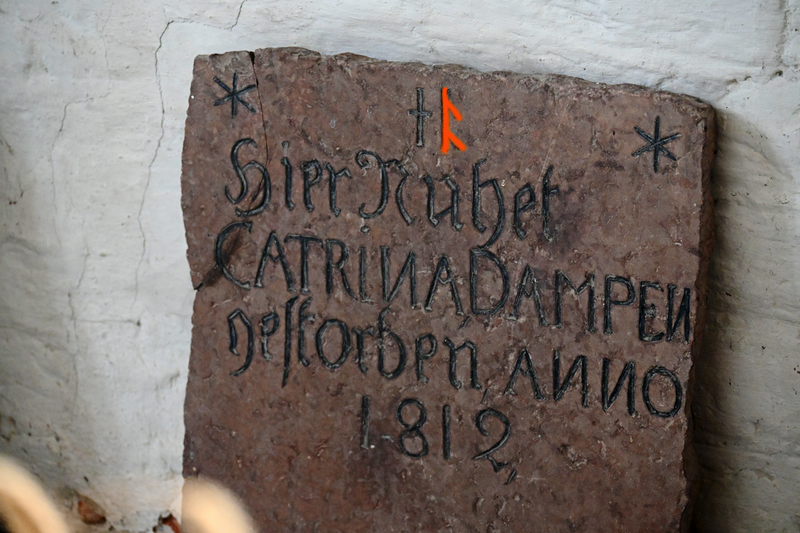 * † ᚱ *
Hier Ruhet
CATRINA DAMPEN
geſtorben ANNO
1812